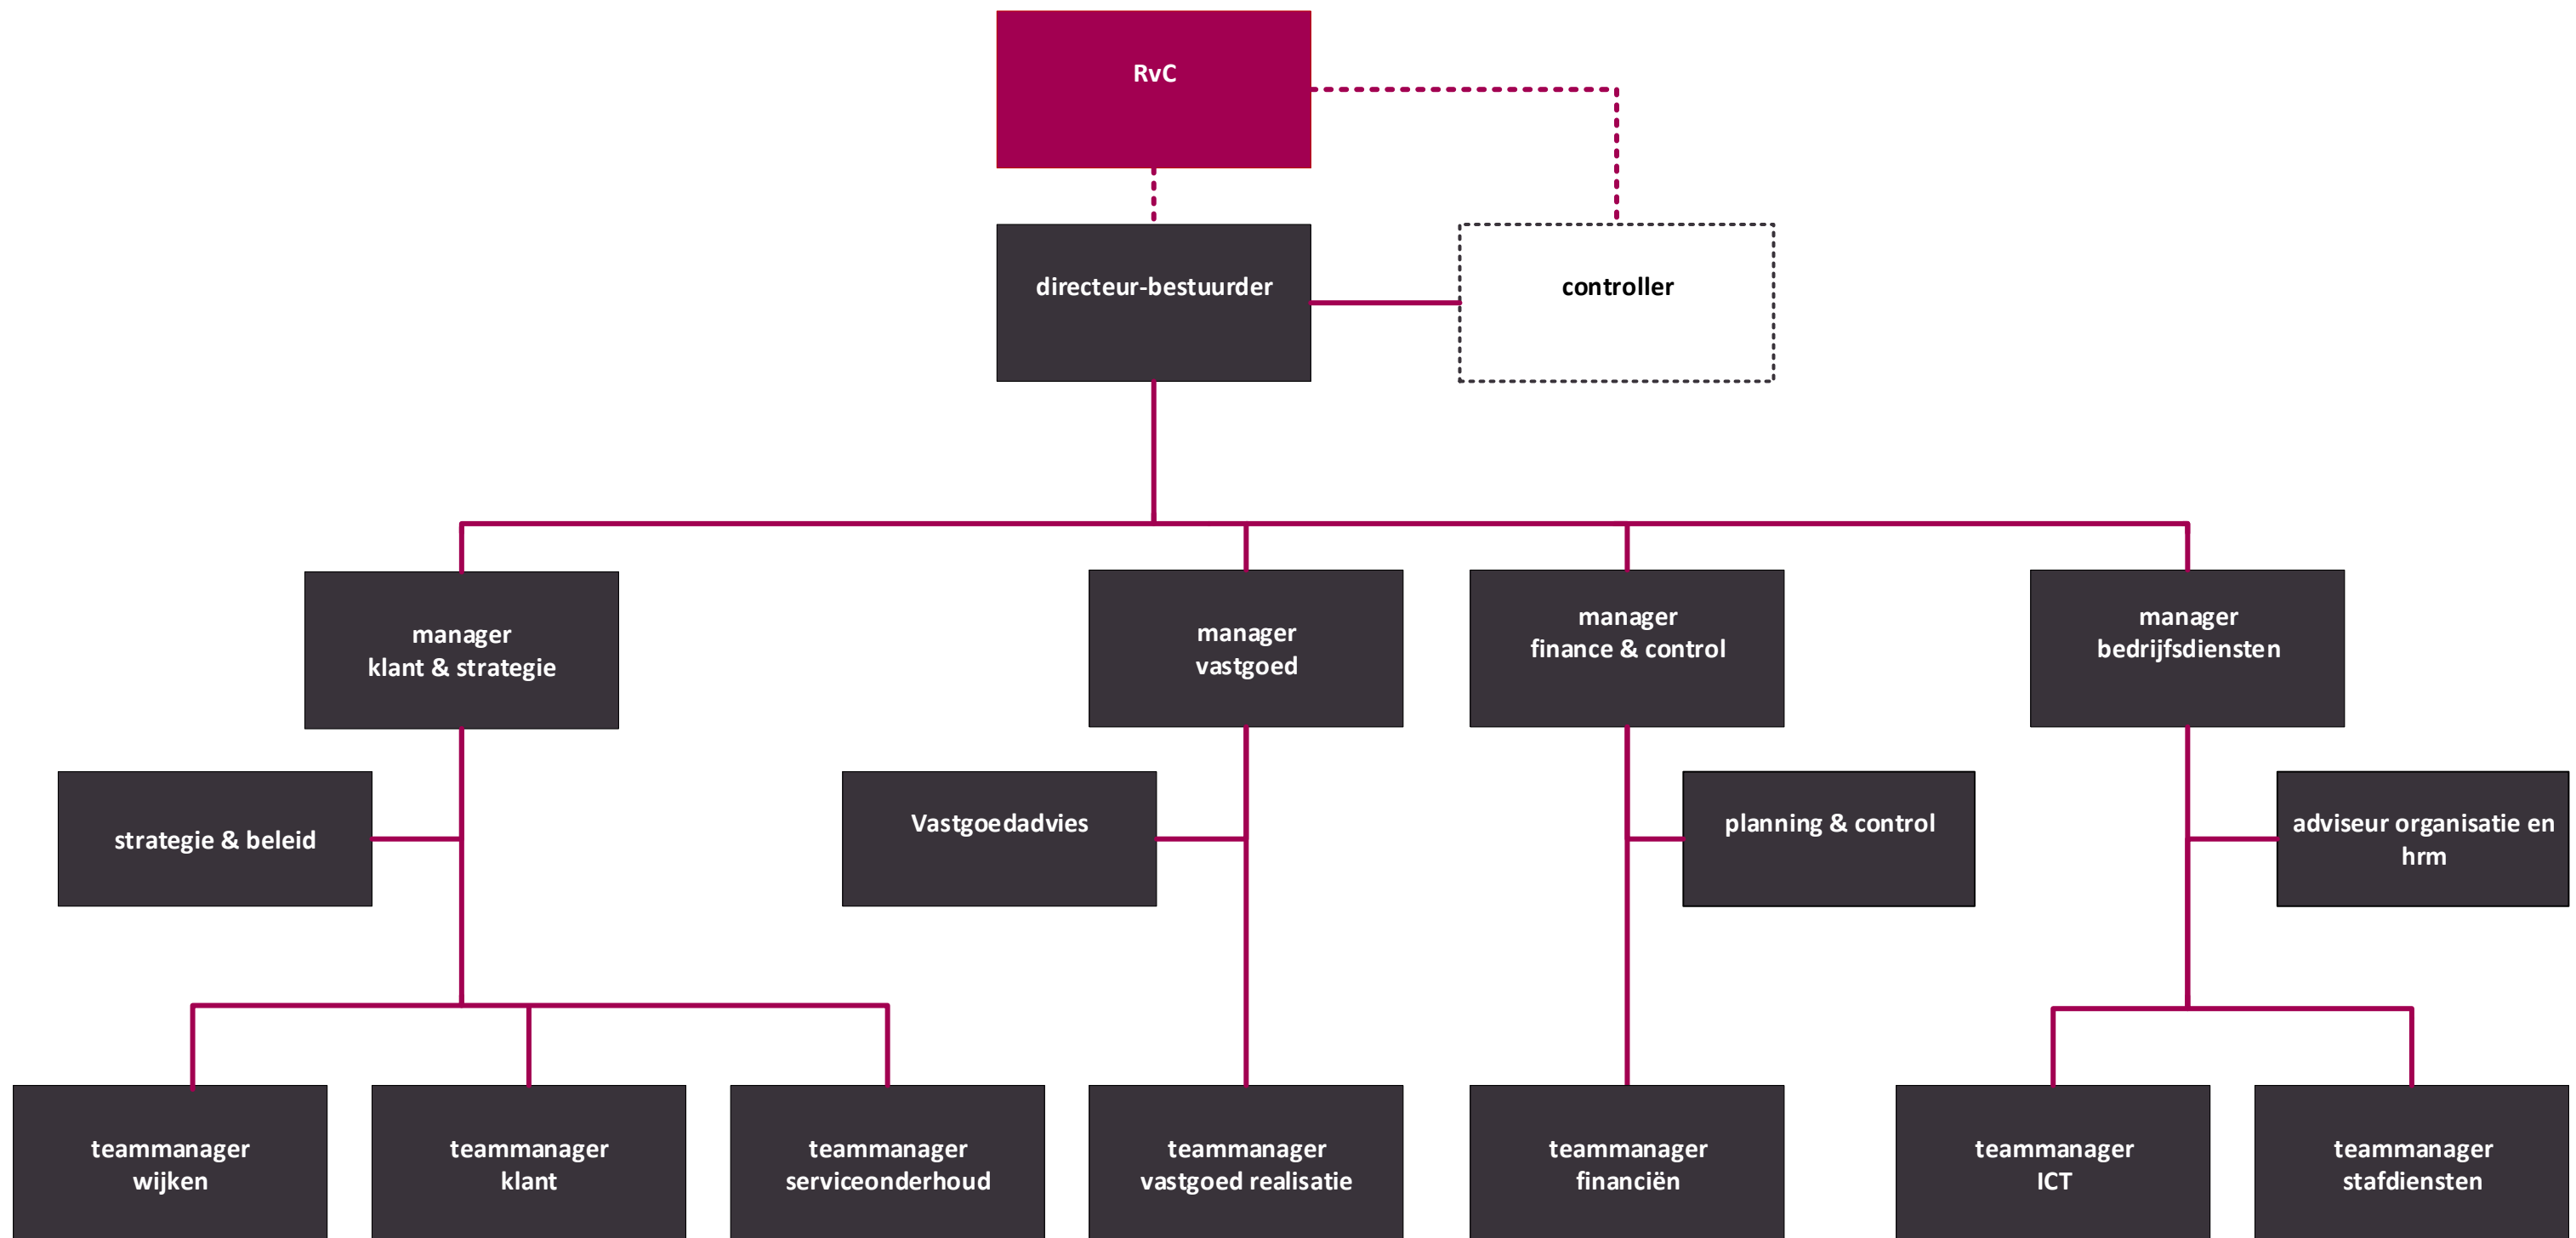 RvC
directeur-bestuurder
controller
manager
klant & strategie
manager
vastgoed
manager
finance & control
manager
bedrijfsdiensten
strategie & beleid
Vastgoedadvies
planning & control
adviseur organisatie en
hrm
teammanager
wijken
teammanager
klant
teammanager
serviceonderhoud
teammanager
vastgoed realisatie
teammanager
financiën
teammanager
ICT
teammanager
stafdiensten